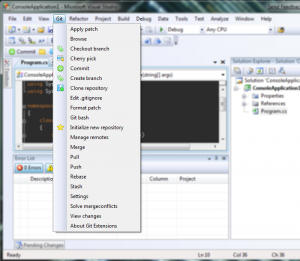 ConsoleApplication1 - Microsoft Visual Studio
File Edit View Git Refactor Project Build Debug Data Tools Test Analyze Window Help
Debug Any CPU
Commit
Apply patch
Browse
Checkout branch
Cherry pick
Commit
Create branch
Clone repository
Edit .gitignore
Format patch
Git bash
Initialize new repository
Manage remotes
Merge
Pull
Push
Rebase
Stash
Settings
Solve mergeconflicts
View changes
About Git Extensions
Program.cs
string[] args)
using
using
namespace
Solution Explorer - Solution 'ConsoleA
Solution 'ConsoleApplication
ConsoleApplication1
Properties
References
Program.cs
Error List
0 Errors
Description
Column Project
Pending Changes
Ln 10 Col 36 Ch 36